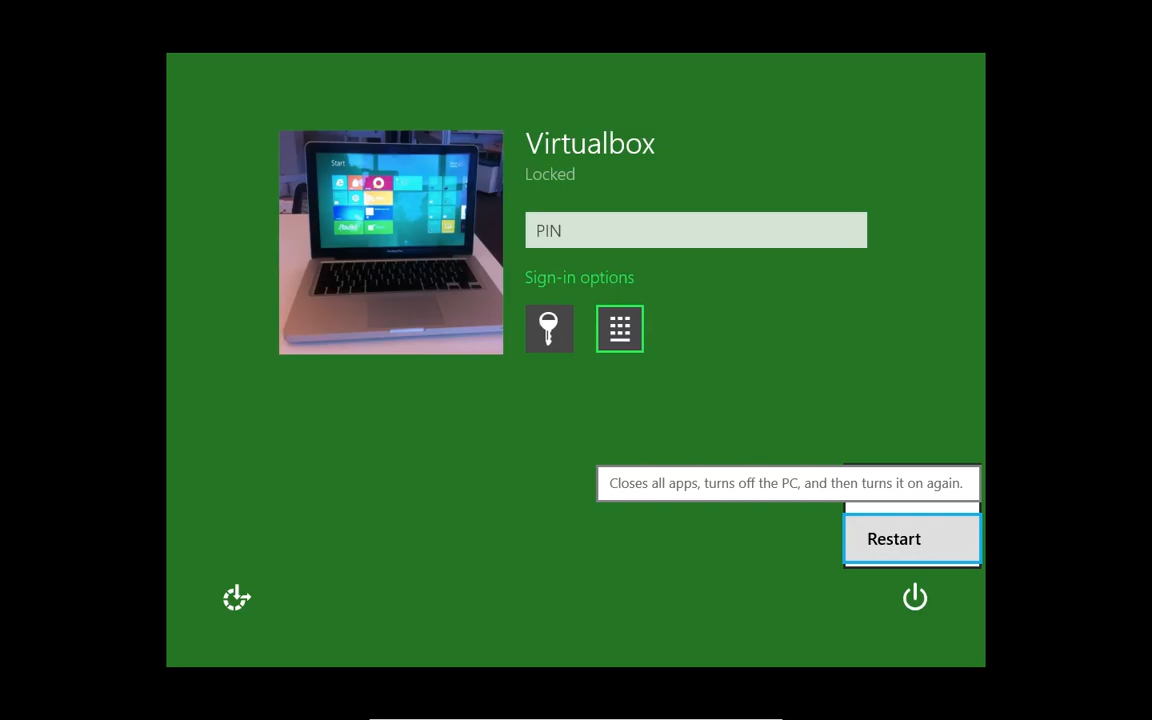 Start
Virtualbox
Locked
PIN
Sign-in options
Closes all apps, turns off the PC, and then turns it on again.
Restart